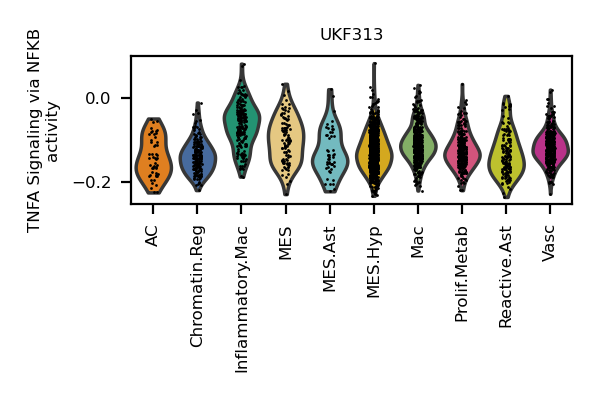 UKF313
TNFA Signaling via NFKB
activity
0.0
−0.2
AC
Chromatin.Reg
Inflammatory.Mac
MES
MES.Ast
MES.Hyp
Mac
Prolif.Metab
Reactive.Ast
Vasc